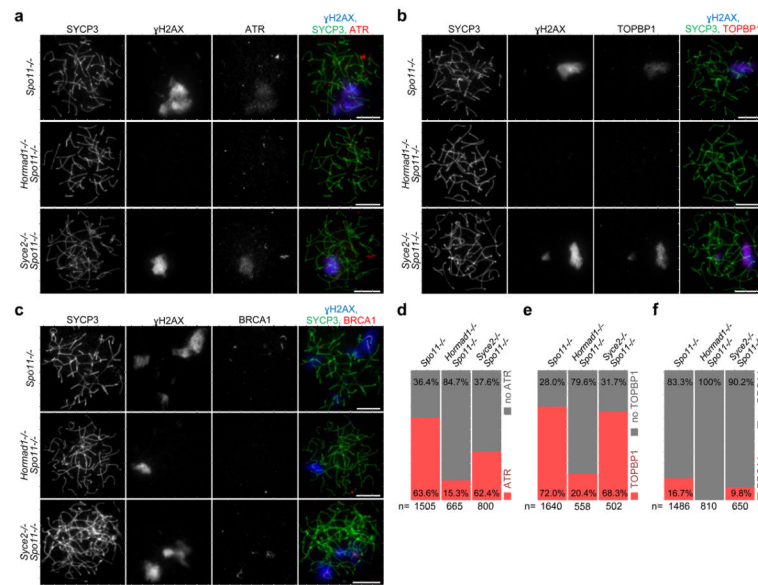 a
SYCP3 γH2AX ATR γH2AX, SYCP3, ATR
Spo11-/-
Hormad1-/- Spo11-/-
Syce2-/- Spo11-/-
b
SYCP3 γH2AX TOPBP1 γH2AX, SYCP3, TOPBP1
Spo11-/-
Hormad1-/- Spo11-/-
Syce2-/- Spo11-/-
c
SYCP3 γH2AX BRCA1 γH2AX, SYCP3, BRCA1
Spo11-/-
Hormad1-/- Spo11-/-
Syce2-/- Spo11-/-
d
Spo11-/- Hormad1-/- Spo11-/- Syce2-/- Spo11-/-
36.4% 84.7% 37.6%
no ATR
63.6% 15.3% 62.4%
ATR
n= 1505 665 800
e
Spo11-/- Hormad1-/- Spo11-/- Syce2-/- Spo11-/-
28.0% 79.6% 31.7%
no TOPBP1
72.0% 20.4% 68.3%
TOPBP1
n= 1640 558 502
f
Spo11-/- Hormad1-/- Spo11-/- Syce2-/- Spo11-/-
83.3% 100% 90.2%
16.7% 9.8%
n= 1486 810 650